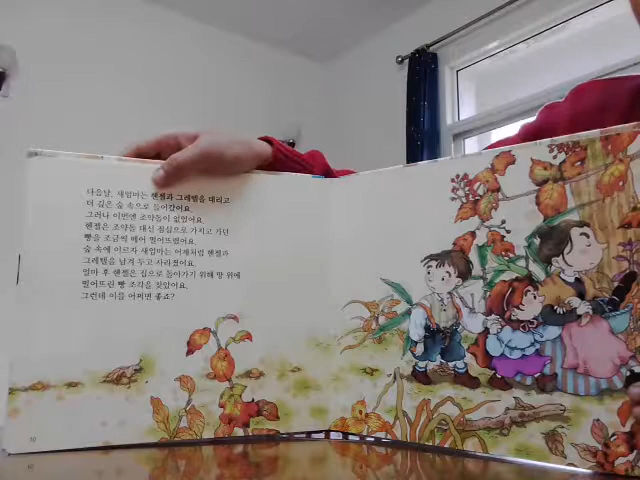 다음날, 새엄마는 헨젤과 그레텔을 데리고
더 깊은 숲 속으로 들어갔어요.
그러나 이번엔 조약돌이 없었어요.
헨젤은 조약돌 대신 점심으로 가지고 가던
빵을 조금씩 떼어 떨어뜨렸어요.
숲 속에 이르자 새엄마는 어제처럼 헨젤과
그레텔을 남겨 두고 사라졌어요.
얼마 후 헨젤은 집으로 돌아가기 위해 땅 위에
떨어뜨린 빵 조각을 찾았어요.
그런데 이를 어쩌면 좋죠?
10